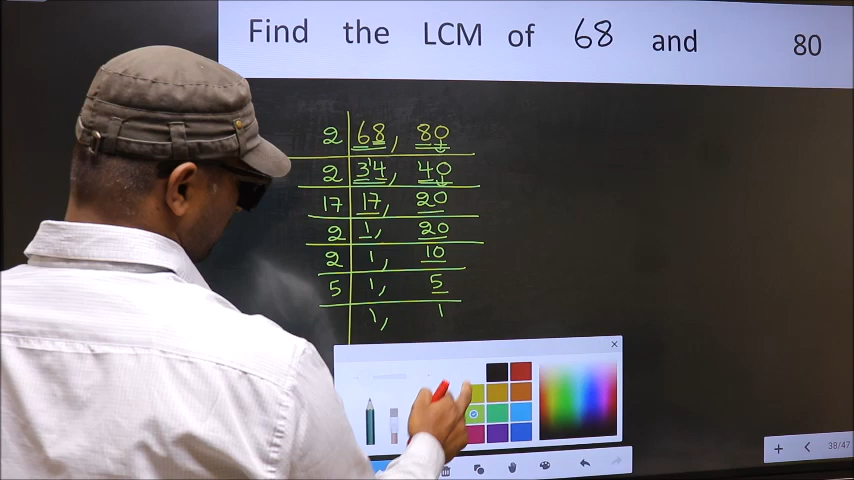 Find the LCM of 68 and 80
2 68, 80
2 34, 40
17 17, 20
2 1, 20
2 1, 10
5 1, 5
1, 1
38/47